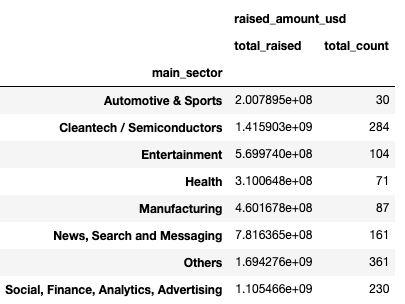 raised_amount_usd
total_raised total_count
main_sector
Automotive & Sports 2.007895e+08 30
Cleantech / Semiconductors 1.415903e+09 284
Entertainment 5.699740e+08 104
Health 3.100648e+08 71
Manufacturing 4.601678e+08 87
News, Search and Messaging 7.816365e+08 161
Others 1.694276e+09 361
Social, Finance, Analytics, Advertising 1.105466e+09 230